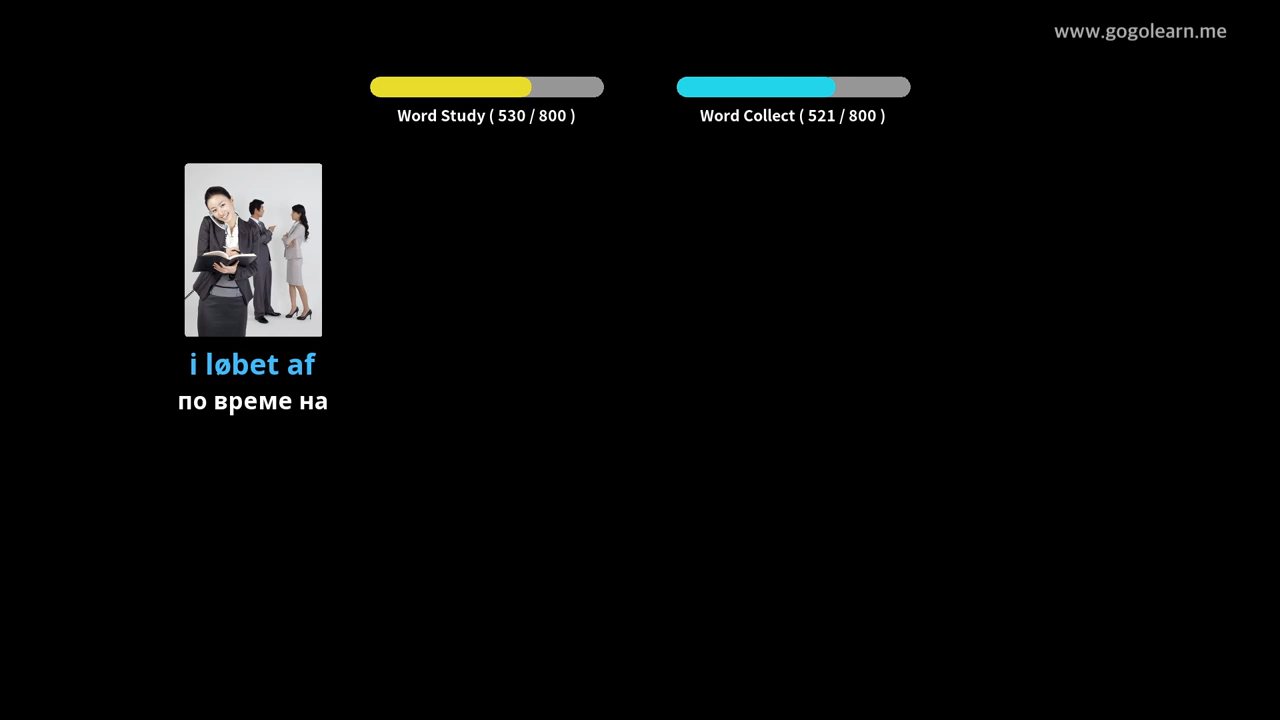 www.gogolearn.me
Word Study ( 530 / 800 )
Word Collect ( 521 / 800 )
i løbet af
по време на